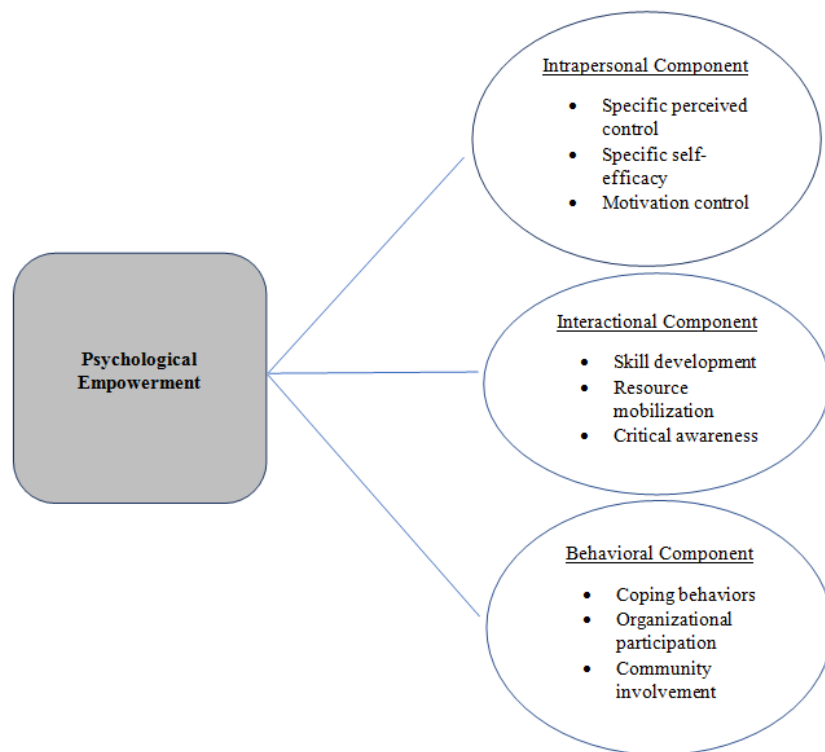 Psychological
Empowerment
Intrapersonal Component
• Specific perceived
control
• Specific self-
efficacy
• Motivation control
Interactional Component
• Skill development
• Resource
mobilization
• Critical awareness
Behavioral Component
• Coping behaviors
• Organizational
participation
• Community
involvement